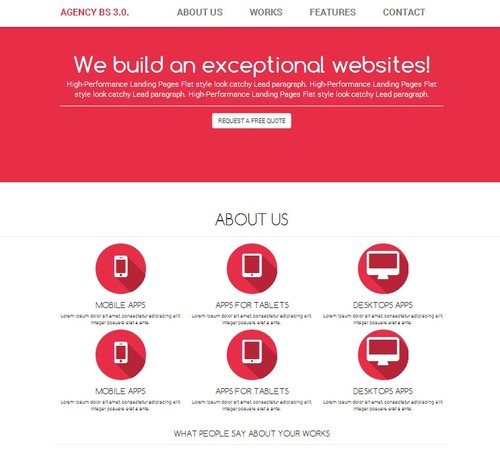 AGENCY BS 3.0. ABOUT US WORKS FEATURES CONTACT
We build an exceptional websites!
High-Performance Landing Pages Flat style look catchy Lead paragraph. High-Performance Landing Pages Flat
style look catchy Lead paragraph. High-Performance Landing Pages Flat style look catchy Lead paragraph.
REQUEST A FREE QUOTE
ABOUT US
MOBILE APPS APPS FOR TABLETS DESKTOPS APPS
Lorem ipsum dolor sit amet, consectetur adipiscing elit. Lorem ipsum dolor sit amet, consectetur adipiscing elit. Lorem ipsum dolor sit amet, consectetur adipiscing elit.
Integer posuere erat a ante. Integer posuere erat a ante. Integer posuere erat a ante.
MOBILE APPS APPS FOR TABLETS DESKTOPS APPS
Lorem ipsum dolor sit amet, consectetur adipiscing elit. Lorem ipsum dolor sit amet, consectetur adipiscing elit. Lorem ipsum dolor sit amet, consectetur adipiscing elit.
Integer posuere erat a ante. Integer posuere erat a ante. Integer posuere erat a ante.
WHAT PEOPLE SAY ABOUT YOUR WORKS